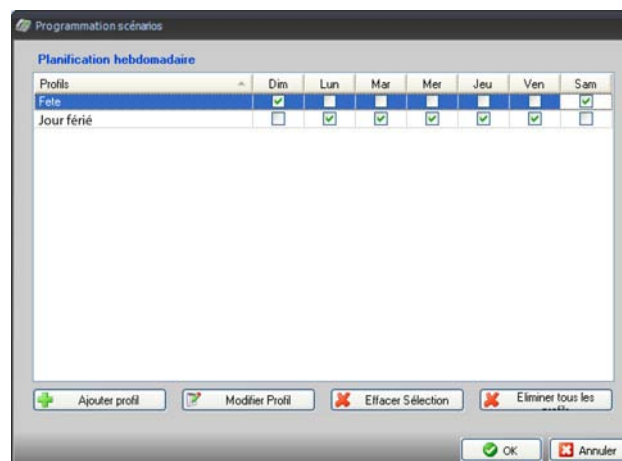 Programmation scénarios
Planification hebdomadaire
Profils Dim Lun Mar Mer Jeu Ven Sam
Fete
Jour férié
Ajouter profil Modifier Profil Effacer Sélection Eliminer tous les
OK Annuler